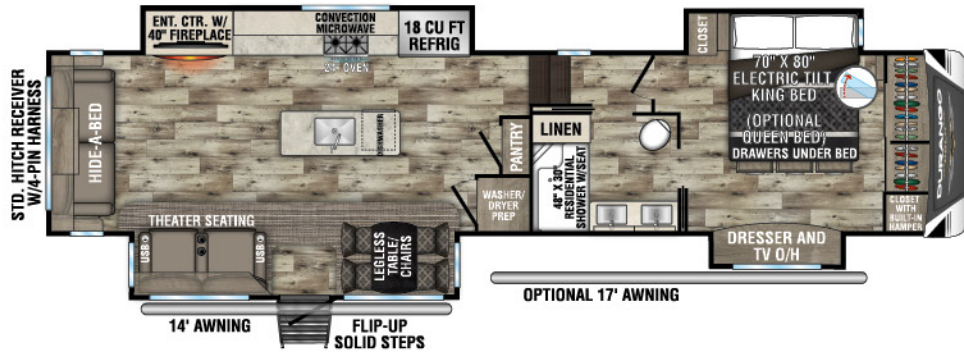 ENT. CTR. W/
40" FIREPLACE
CONVECTION
MICROWAVE
24" OVEN
18 CU FT
REFRIG
CLOSET
70" X 80"
ELECTRIC TILT
KING BED
(OPTIONAL
QUEEN BED)
DRAWERS UNDER BED
STD. HITCH RECEIVER
W/4-PIN HARNESS
HIDE-A-BED
DISHWASHER
PANTRY
LINEN
48" X 30"
RESIDENTIAL
SHOWER W/SEAT
WASHER/
DRYER
PREP
DURANGO
CLOSET
WITH
BUILT-IN
HAMPER
THEATER SEATING
USB
USB
LEGLESS
TABLE/
CHAIRS
DRESSER AND
TV O/H
OPTIONAL 17' AWNING
14' AWNING
FLIP-UP
SOLID STEPS